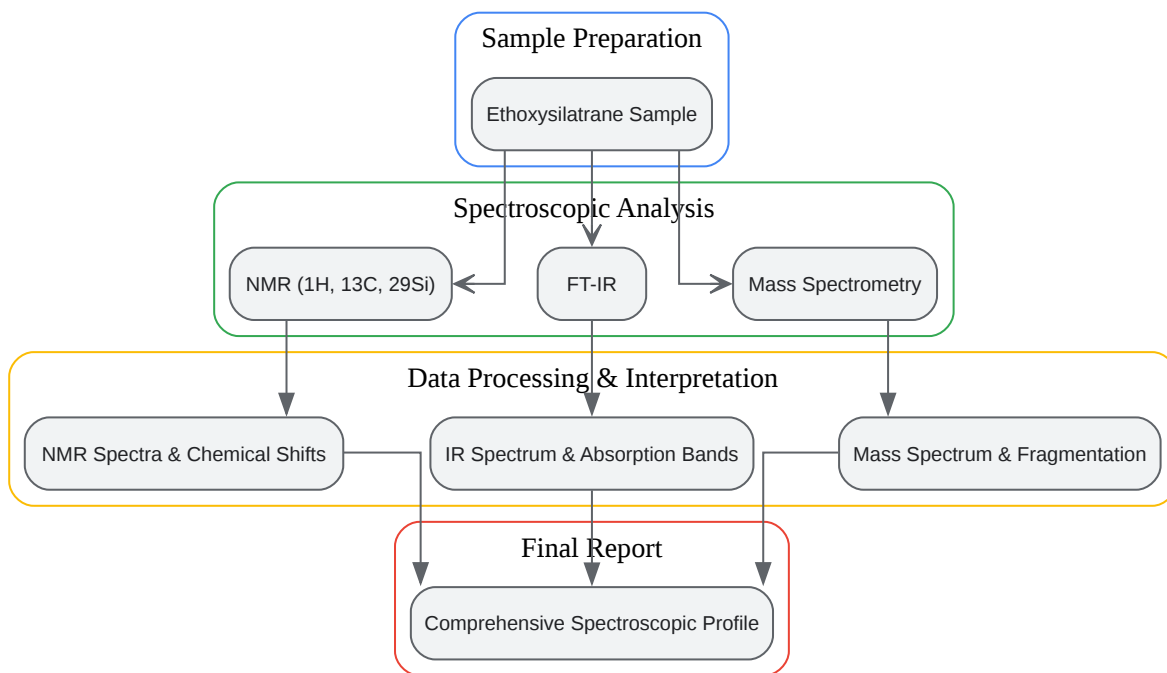 Sample Preparation
Ethoxysilatrane Sample
Spectroscopic Analysis
NMR (1H, 13C, 29Si)
FT-IR
Mass Spectrometry
Data Processing & Interpretation
NMR Spectra & Chemical Shifts
IR Spectrum & Absorption Bands
Mass Spectrum & Fragmentation
Final Report
Comprehensive Spectroscopic Profile